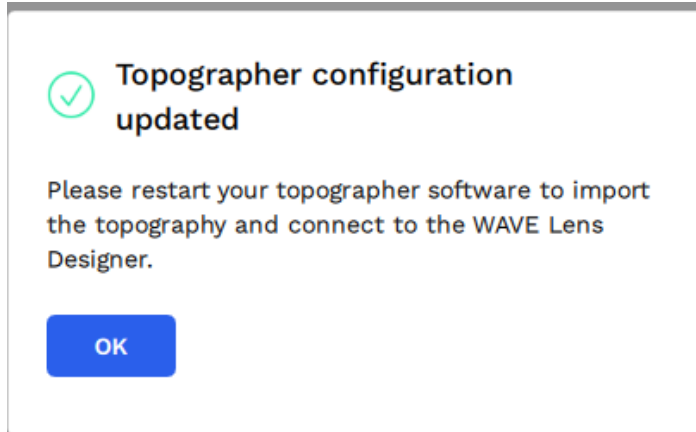 Topographer configuration
updated
Please restart your topographer software to import
the topography and connect to the WAVE Lens
Designer.
OK